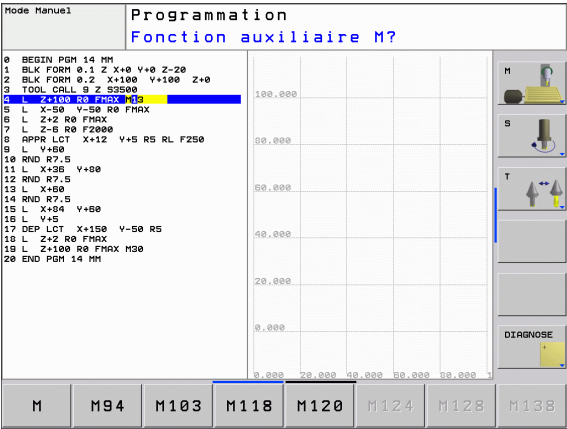 Mode Manuel
Programmation
Fonction auxiliaire M?
0 BEGIN PGM 14 MM
1 BLK FORM 0.1 Z X+0 Y+0 Z-20
2 BLK FORM 0.2 X+100 Y+100 Z+0
3 TOOL CALL 9 Z S3500
4 L Z+100 R0 FMAX M13
5 L X-50 Y-50 R0 FMAX
6 L Z+2 R0 FMAX
7 L Z-6 R0 F2000
8 APPR LCT X+12 Y+5 R5 RL F250
9 L Y+60
10 RND R7.5
11 L X+36 Y+80
12 RND R7.5
13 L X+60
14 RND R7.5
15 L X+84 Y+60
16 L Y+5
17 DEP LCT X+150 Y-50 R5
18 L Z+2 R0 FMAX
19 L Z+100 R0 FMAX M30
20 END PGM 14 MM
100.000
80.000
60.000
40.000
20.000
0.000
0.000 20.000 40.000 60.000 80.000 1
M
S
T
DIAGNOSE
M M94 M103 M118 M120 M124 M128 M138